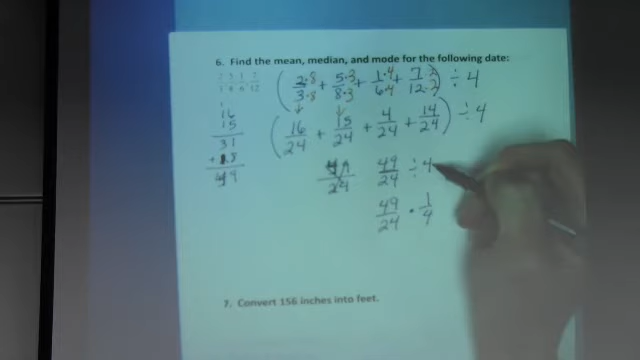 6. Find the mean, median, and mode for the following date:
(2·8/3·8 + 5·3/8·3 + 1·4/6·4 + 7·2/12·2) ÷ 4
(16/24 + 15/24 + 4/24 + 14/24) ÷ 4
16
15
31
+ 18
49
49/24 ÷ 4
49/24 · 1/4
7. Convert 156 inches into feet.